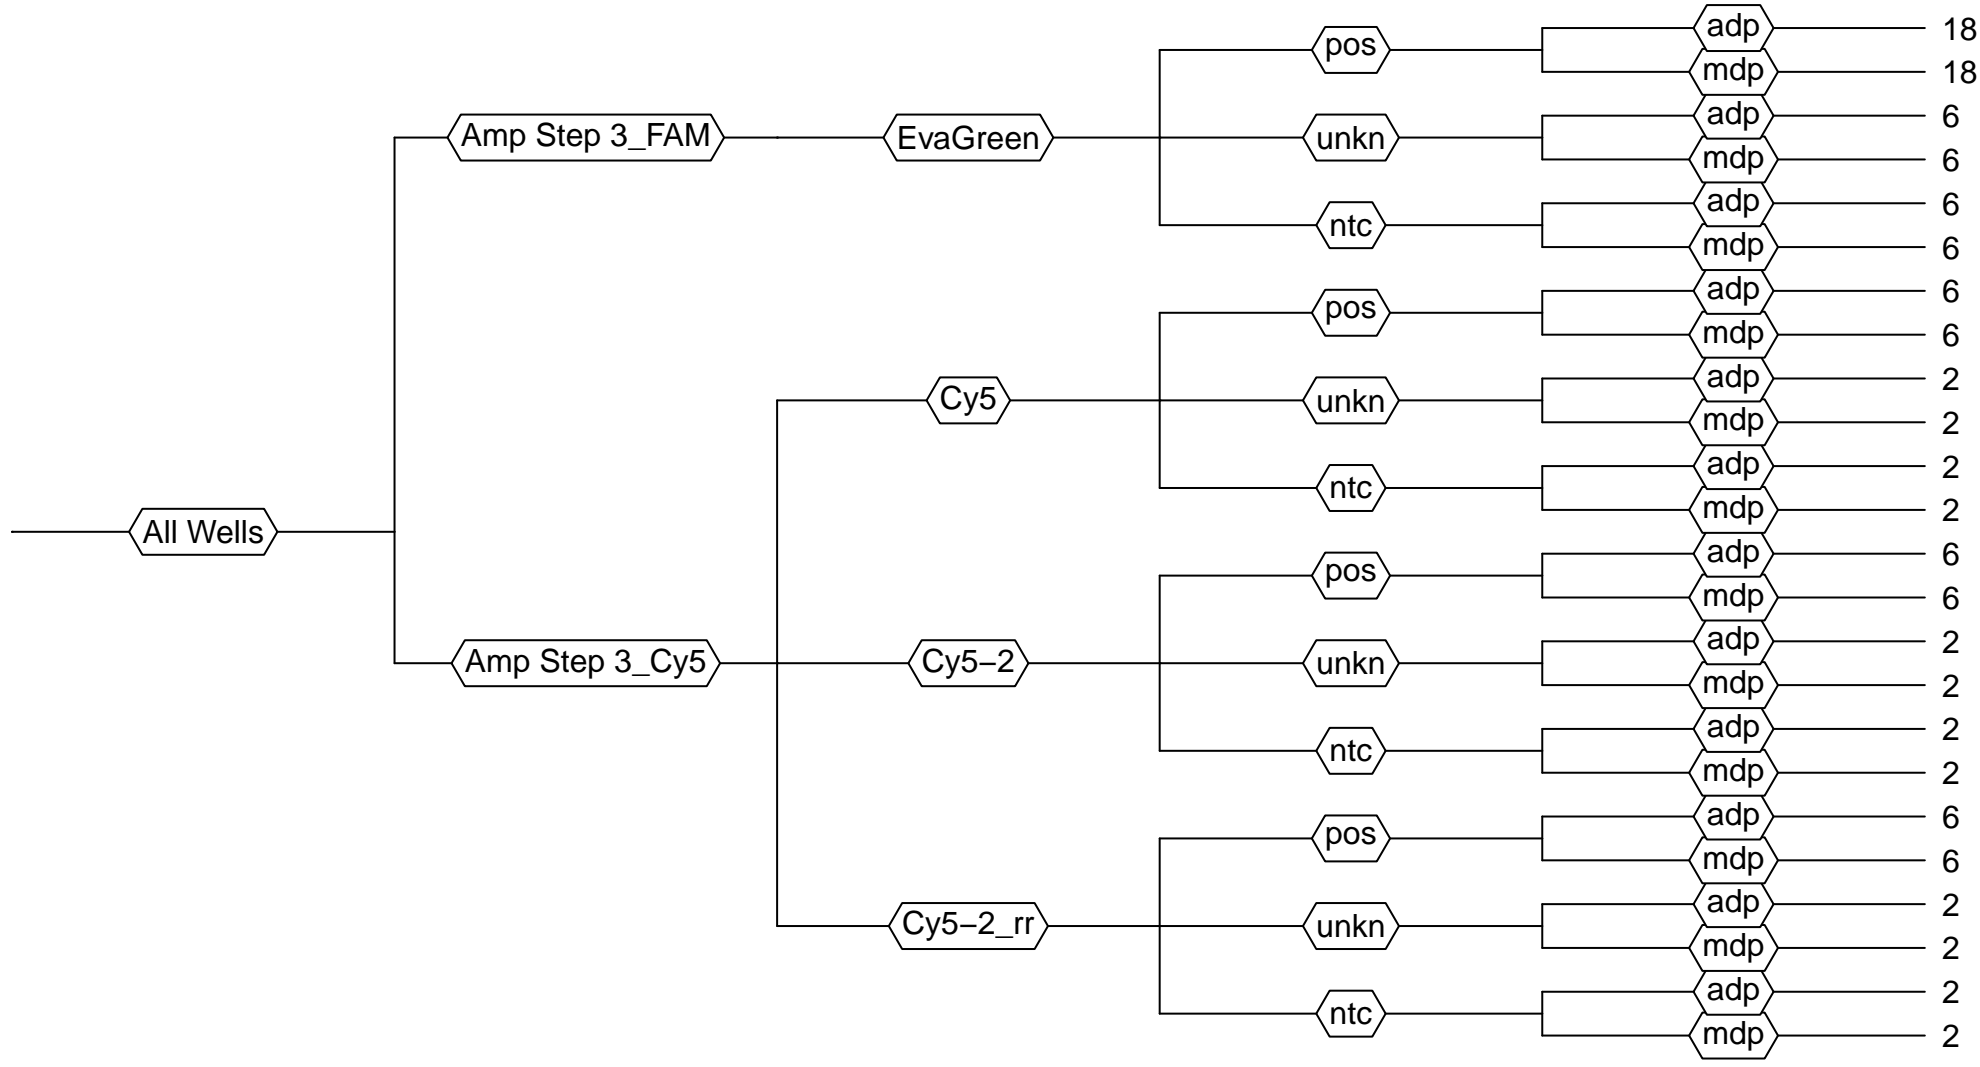 adp 18
pos
mdp 18
adp 6
Amp Step 3_FAM EvaGreen unkn
mdp 6
adp 6
ntc
mdp 6
adp 6
pos
mdp 6
adp 2
Cy5 unkn
mdp 2
adp 2
ntc
mdp 2
All Wells
adp 6
pos
mdp 6
adp 2
Amp Step 3_Cy5 Cy5−2 unkn
mdp 2
adp 2
ntc
mdp 2
adp 6
pos
mdp 6
adp 2
Cy5−2_rr unkn
mdp 2
adp 2
ntc
mdp 2